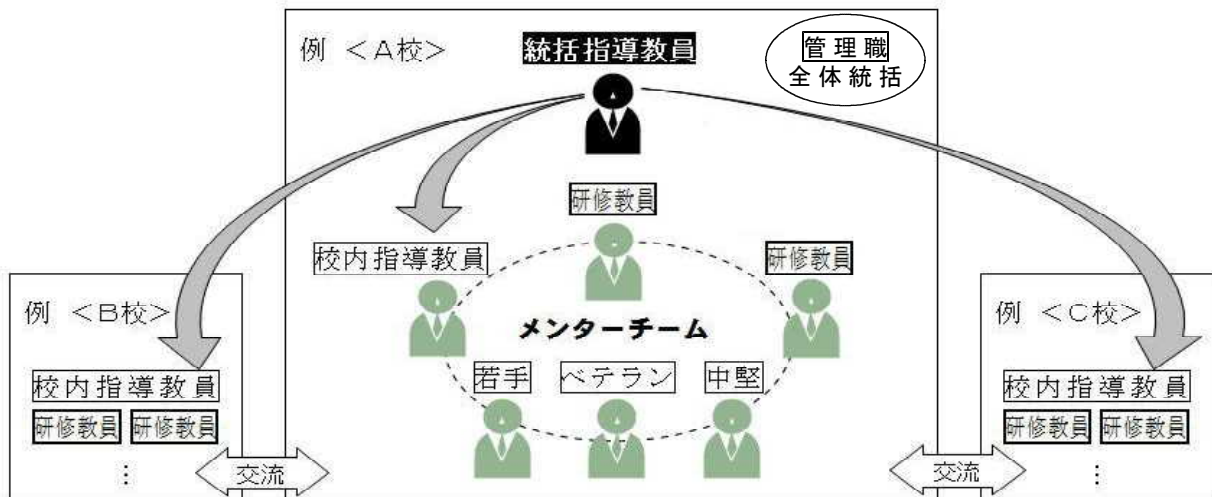 例 <A校>
統括指導教員
管理職
全体統括
研修教員
校内指導教員
研修教員
メンターチーム
若手
ベテラン
中堅
例 <B校>
校内指導教員
研修教員 研修教員
⋮
交流
例 <C校>
校内指導教員
研修教員 研修教員
⋮
交流